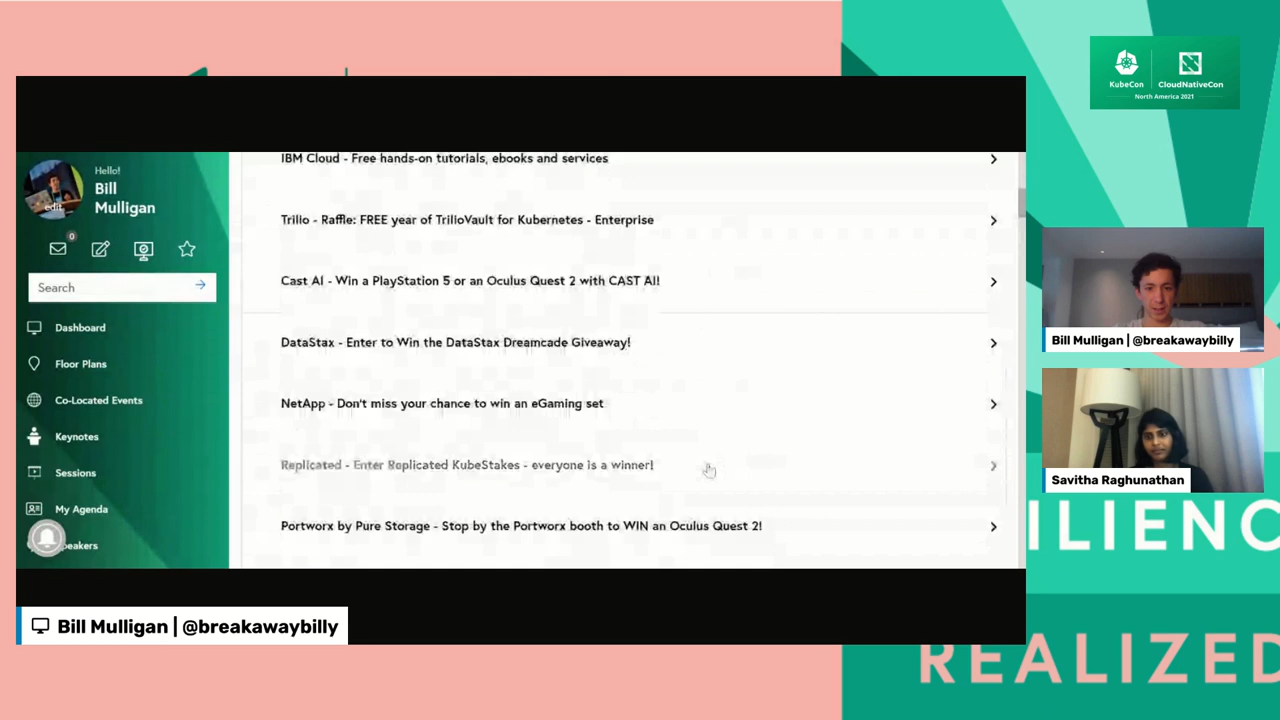 KubeCon
CloudNativeCon
North America 2021
Hello!
Bill
Mulligan
edit
0
Search
Dashboard
Floor Plans
Co-Located Events
Keynotes
Sessions
My Agenda
peakers
IBM Cloud - Free hands-on tutorials, ebooks and services
Trilio - Raffle: FREE year of TrilioVault for Kubernetes - Enterprise
Cast AI - Win a PlayStation 5 or an Oculus Quest 2 with CAST AI!
DataStax - Enter to Win the DataStax Dreamcade Giveaway!
NetApp - Don't miss your chance to win an eGaming set
Replicated - Enter Replicated KubeStakes - everyone is a winner!
Portworx by Pure Storage - Stop by the Portworx booth to WIN an Oculus Quest 2!
Bill Mulligan | @breakawaybilly
Savitha Raghunathan
ILIENC
REALIZED
Bill Mulligan | @breakawaybilly